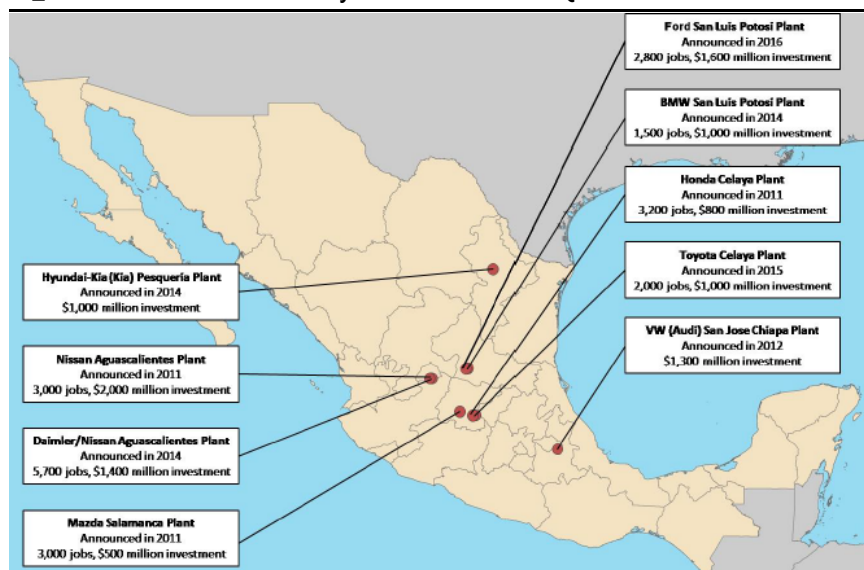 Ford San Luis Potosí Plant
Announced in 2016
2,800 jobs, $1,600 million investment
BMW San Luis Potosí Plant
Announced in 2014
1,500 jobs, $1,000 million investment
Honda Celaya Plant
Announced in 2011
3,200 jobs, $800 million investment
Toyota Celaya Plant
Announced in 2015
2,000 jobs, $1,000 million investment
VW (Audi) San Jose Chiapa Plant
Announced in 2012
$1,300 million investment
Hyundai-Kia (Kia) Pesquería Plant
Announced in 2014
$1,000 million investment
Nissan Aguascalientes Plant
Announced in 2011
3,000 jobs, $2,000 million investment
Daimler/Nissan Aguascalientes Plant
Announced in 2014
5,700 jobs, $1,400 million investment
Mazda Salamanca Plant
Announced in 2011
3,000 jobs, $500 million investment